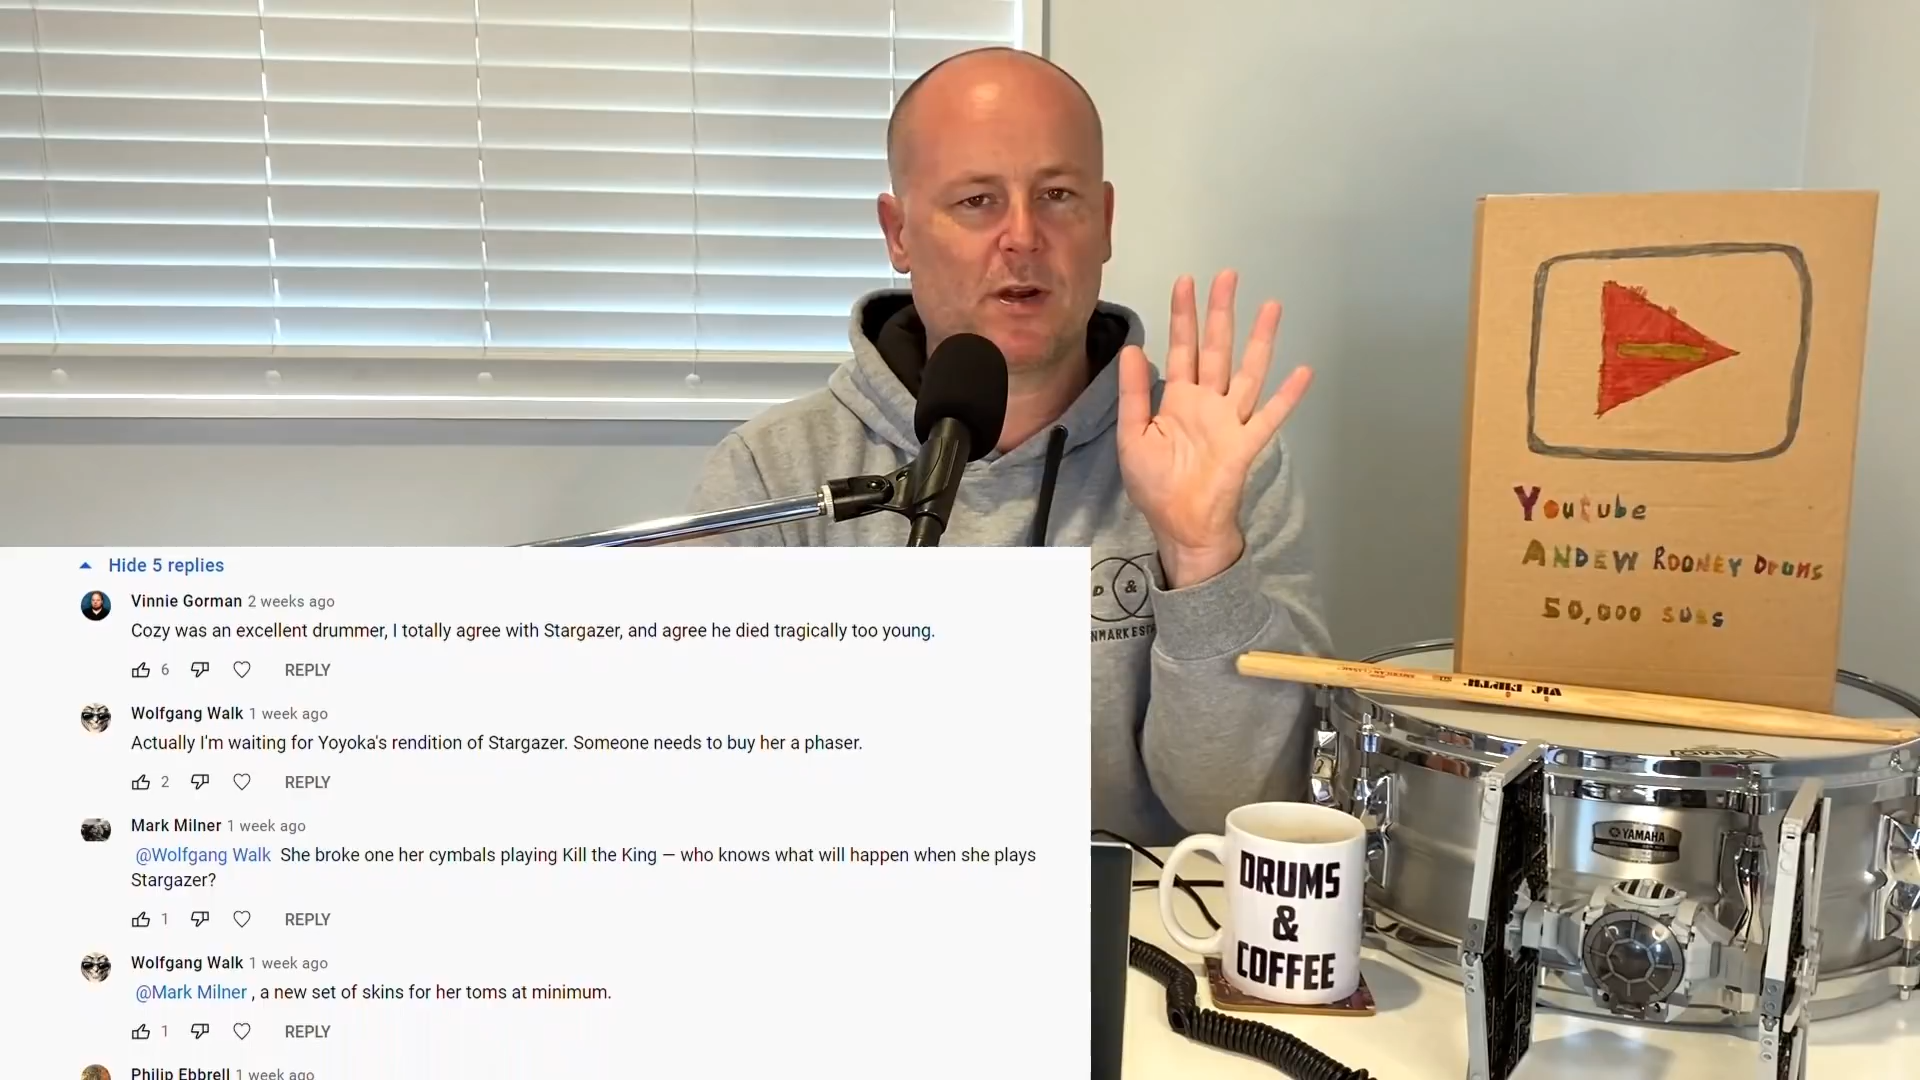 Youtube
ANDEW ROONEY DRUMS
50,000 SUBS
Hide 5 replies
Vinnie Gorman 2 weeks ago
Cozy was an excellent drummer, I totally agree with Stargazer, and agree he died tragically too young.
6 REPLY
Wolfgang Walk 1 week ago
Actually I'm waiting for Yoyoka's rendition of Stargazer. Someone needs to buy her a phaser.
2 REPLY
Mark Milner 1 week ago
@Wolfgang Walk She broke one her cymbals playing Kill the King — who knows what will happen when she plays
Stargazer?
1 REPLY
Wolfgang Walk 1 week ago
@Mark Milner , a new set of skins for her toms at minimum.
1 REPLY
Philip Ebbrell 1 week ago
D &
VIC FIRTH
YAMAHA
DRUMS
&
COFFEE